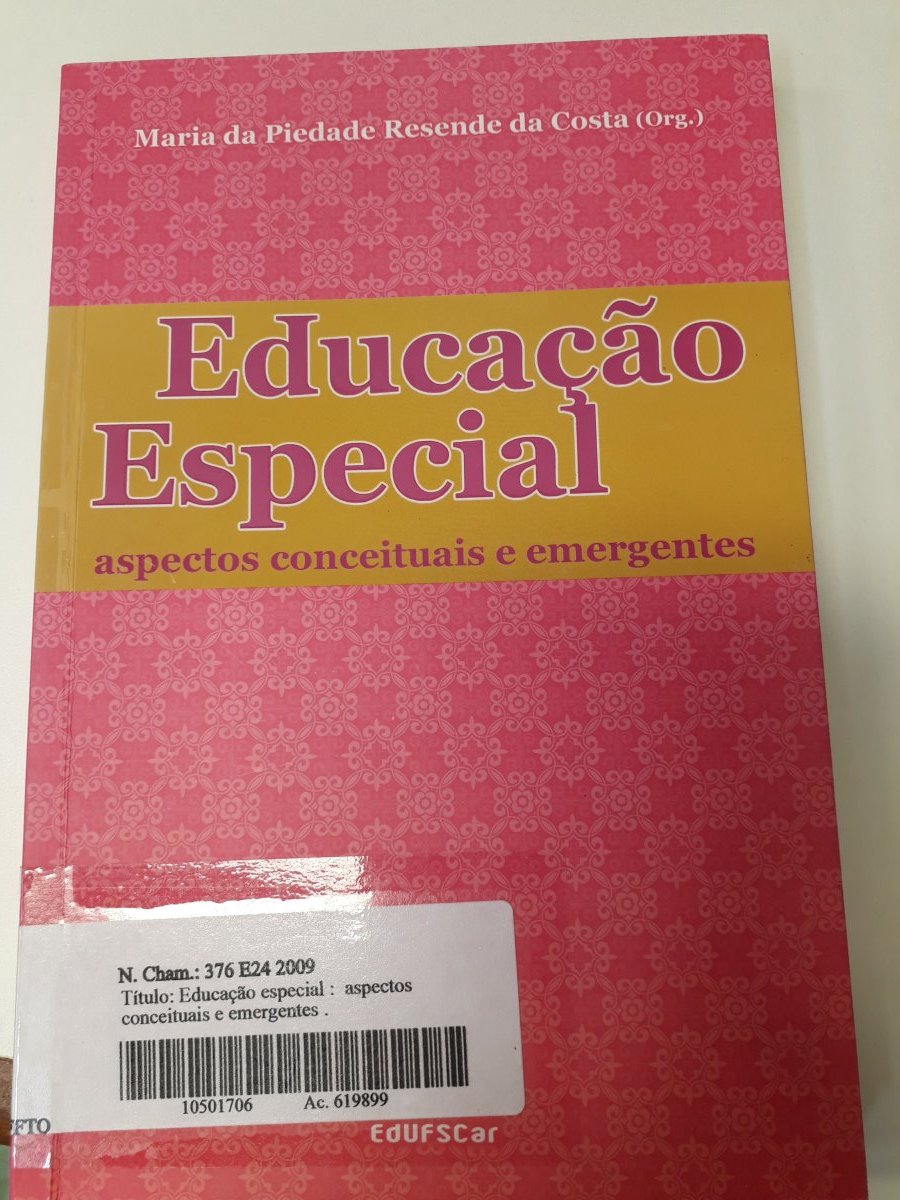 Maria da Piedade Resende da Costa (Org.)
Educação
Especial
aspectos conceituais e emergentes
N. Cham.: 376 E24 2009
Título: Educação especial : aspectos
conceituais e emergentes .
10501706 Ac. 619899
EdUFSCar